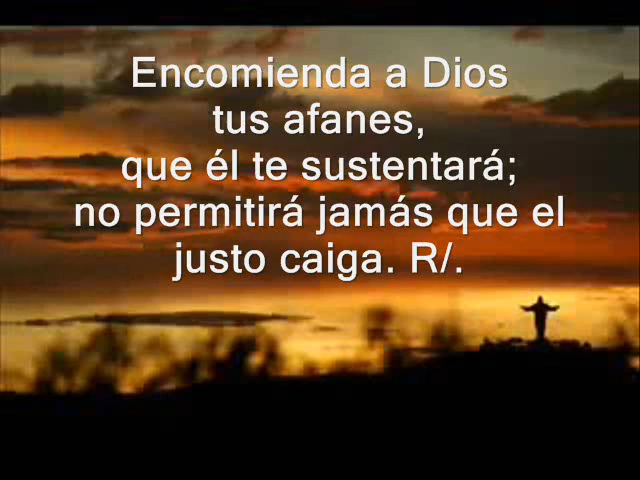 Encomienda a Dios
tus afanes,
que él te sustentará;
no permitirá jamás que el
justo caiga. R/.